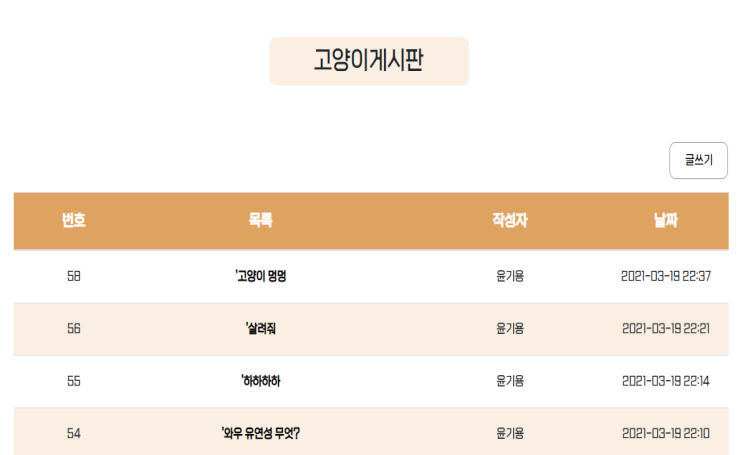 고양이게시판
글쓰기
번호 목록 작성자 날짜
58 '고양이 멍멍 윤기용 2021-03-19 22:37
56 '살려줘 윤기용 2021-03-19 22:21
55 '하하하하 윤기용 2021-03-19 22:14
54 '와우 유연성 무엇? 윤기용 2021-03-19 22:10